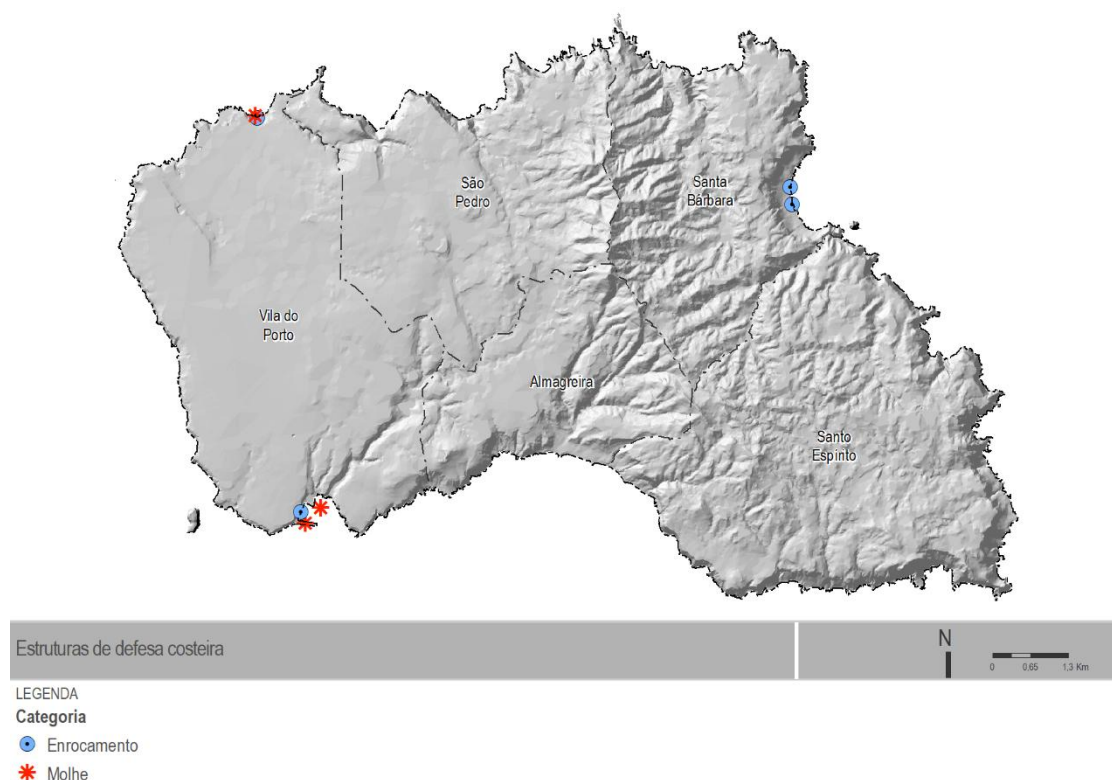 São
Pedro
Santa
Bárbara
Vila do
Porto
Almagreira
Santo
Espinto
Estruturas de defesa costeira
N
0 0,65 1,3 Km
LEGENDA
Categoria
Enrocamento
Molhe